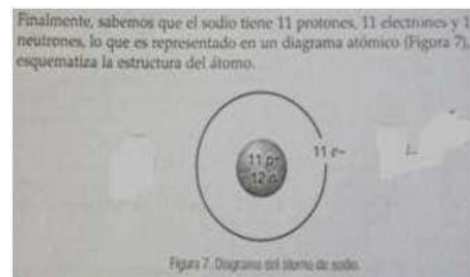 Finalmente, sabemos que el sodio tiene 11 protones, 11 electrones y 1
neutrones, lo que es representado en un diagrama atómico (Figura 7),
esquematiza la estructura del átomo.
11 p+
12 n
11 e-
Figura 7. Diagrama del átomo de sodio.